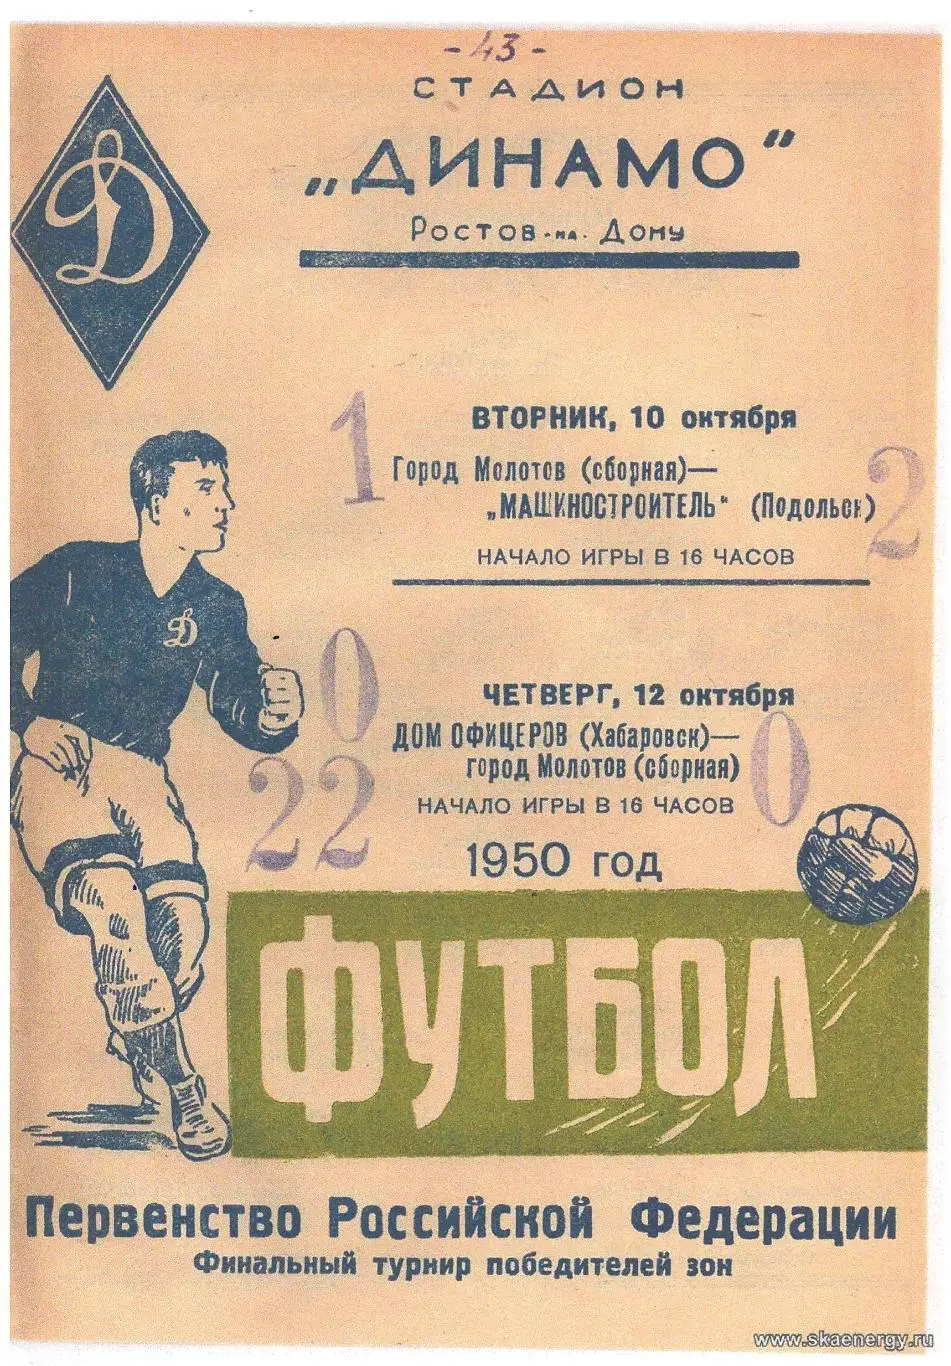 -43-
СТАДИОН
„ДИНАМО"
Ростов-на-Дону
Д
1
ВТОРНИК, 10 октября
Город Молотов (сборная)—
„МАШИНОСТРОИТЕЛЬ" (Подольск)
2
НАЧАЛО ИГРЫ В 16 ЧАСОВ
Д
0
ЧЕТВЕРГ, 12 октября
ДОМ ОФИЦЕРОВ (Хабаровск)—
город Молотов (сборная)
0
22
НАЧАЛО ИГРЫ В 16 ЧАСОВ
1950 год
ФУТБОЛ
Первенство Российской Федерации
Финальный турнир победителей зон
www.skaenergy.ru